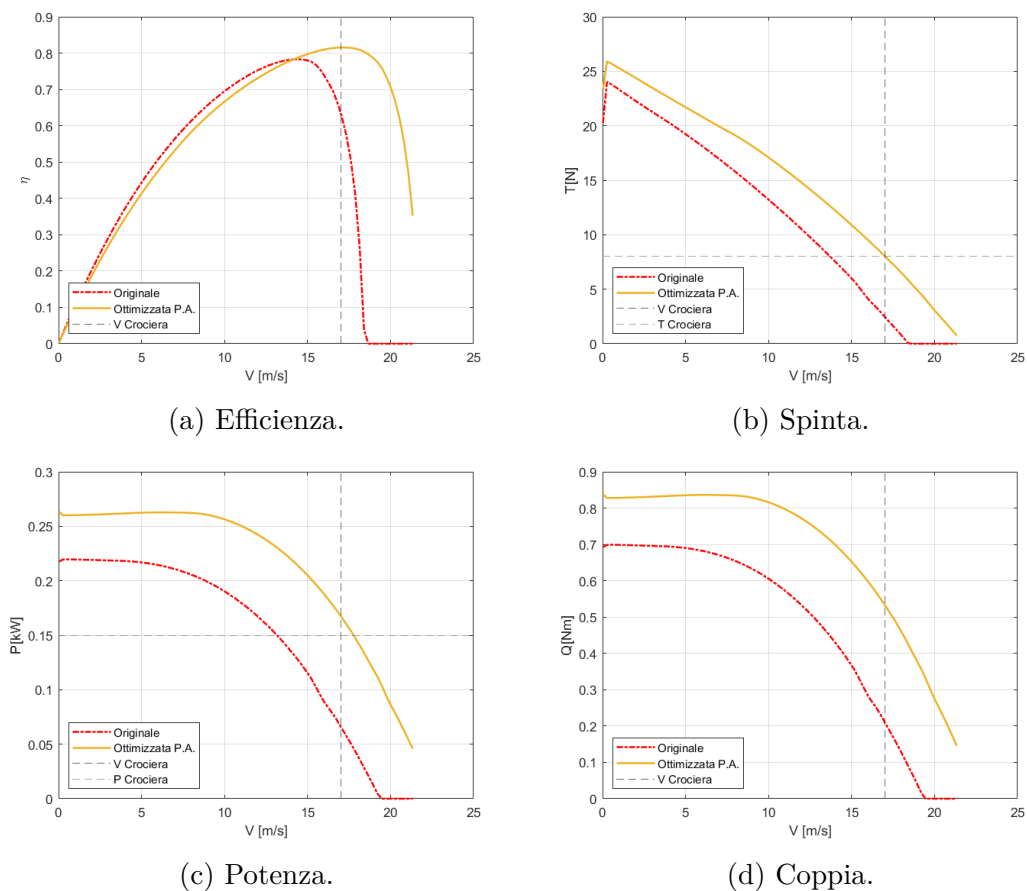 0.9
0.8
0.7
0.6
0.5
0.4
0.3
0.2
0.1
0
η
0
5
10
15
20
25
V [m/s]
Originale
Ottimizzata P.A.
V Crociera
(a) Efficienza.
30
25
20
15
10
5
0
T[N]
0
5
10
15
20
25
V [m/s]
Originale
Ottimizzata P.A.
V Crociera
T Crociera
(b) Spinta.
0.3
0.25
0.2
0.15
0.1
0.05
0
P[kW]
0
5
10
15
20
25
V [m/s]
Originale
Ottimizzata P.A.
V Crociera
P Crociera
(c) Potenza.
0.9
0.8
0.7
0.6
0.5
0.4
0.3
0.2
0.1
0
Q[Nm]
0
5
10
15
20
25
V [m/s]
Originale
Ottimizzata P.A.
V Crociera
(d) Coppia.